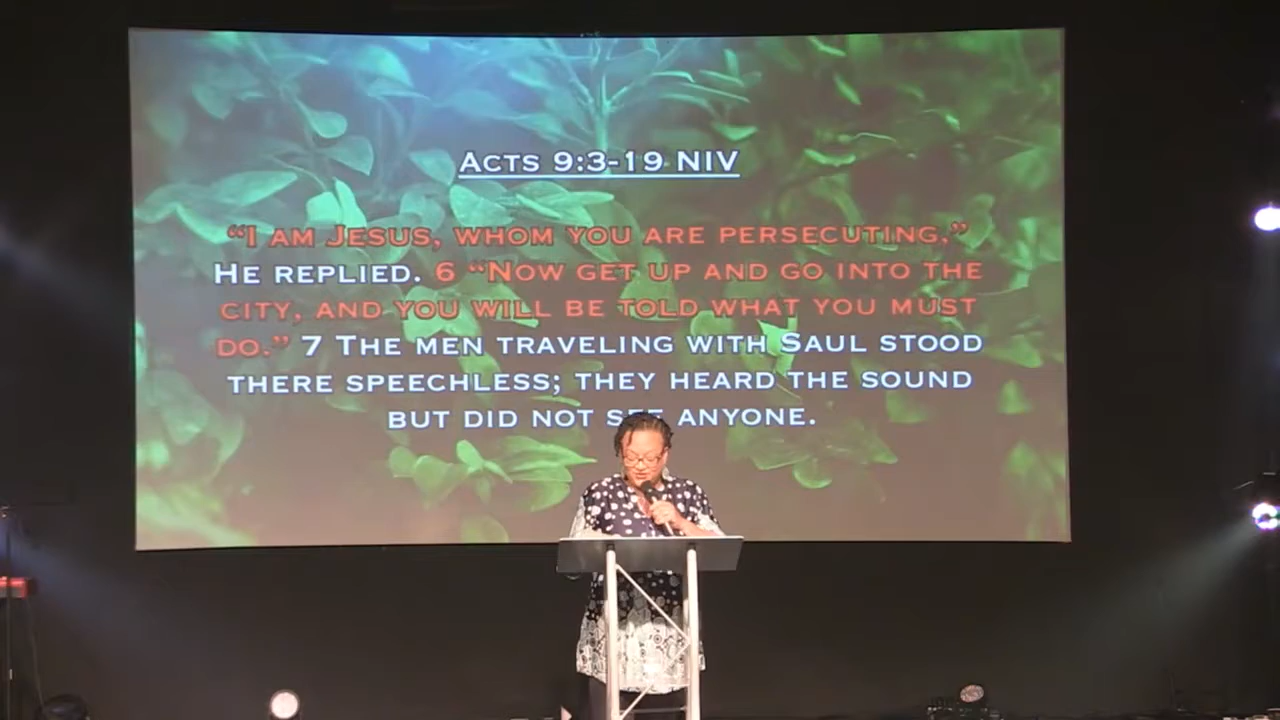 ACTS 9:3-19 NIV
“I AM JESUS, WHOM YOU ARE PERSECUTING,”
HE REPLIED. 6 “NOW GET UP AND GO INTO THE
CITY, AND YOU WILL BE TOLD WHAT YOU MUST
DO.” 7 THE MEN TRAVELING WITH SAUL STOOD
THERE SPEECHLESS; THEY HEARD THE SOUND
BUT DID NOT SEE ANYONE.